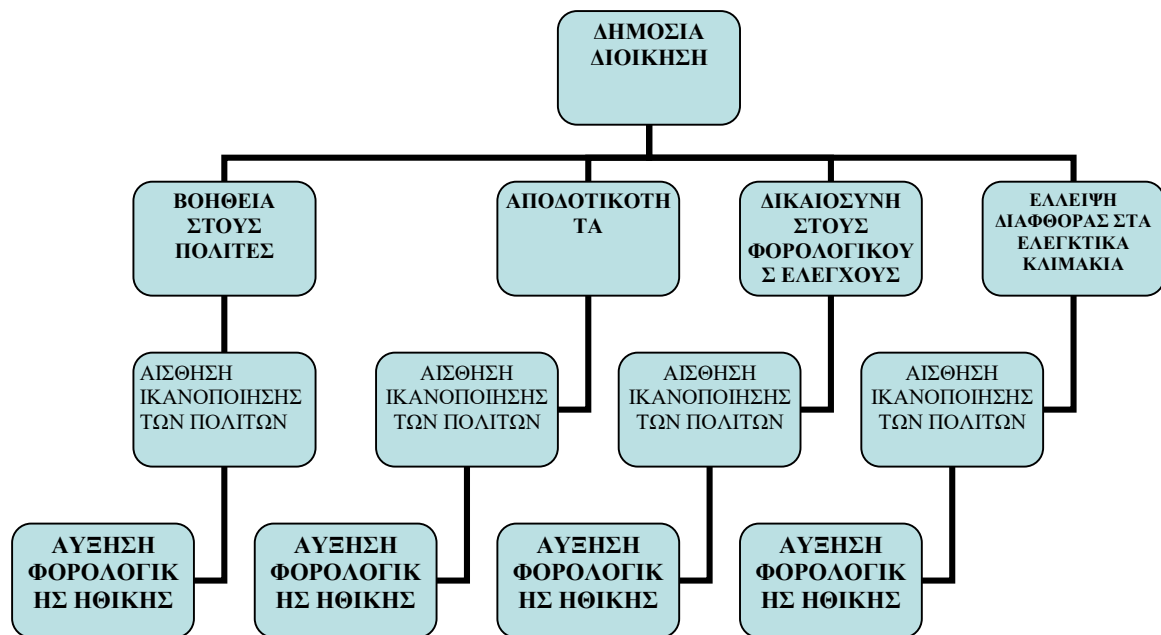 ΔΗΜΟΣΙΑ
ΔΙΟΙΚΗΣΗ
ΒΟΗΘΕΙΑ
ΣΤΟΥΣ
ΠΟΛΙΤΕΣ
ΑΠΟΔΟΤΙΚΟΤΗ
ΤΑ
ΔΙΚΑΙΟΣΥΝΗ
ΣΤΟΥΣ
ΦΟΡΟΛΟΓΙΚΟΥ
Σ ΕΛΕΓΧΟΥΣ
ΕΛΛΕΙΨΗ
ΔΙΑΦΘΟΡΑΣ ΣΤΑ
ΕΛΕΓΚΤΙΚΑ
ΚΛΙΜΑΚΙΑ
ΑΙΣΘΗΣΗ
ΙΚΑΝΟΠΟΙΗΣΗΣ
ΤΩΝ ΠΟΛΙΤΩΝ
ΑΙΣΘΗΣΗ
ΙΚΑΝΟΠΟΙΗΣΗΣ
ΤΩΝ ΠΟΛΙΤΩΝ
ΑΙΣΘΗΣΗ
ΙΚΑΝΟΠΟΙΗΣΗΣ
ΤΩΝ ΠΟΛΙΤΩΝ
ΑΙΣΘΗΣΗ
ΙΚΑΝΟΠΟΙΗΣΗΣ
ΤΩΝ ΠΟΛΙΤΩΝ
ΑΥΞΗΣΗ
ΦΟΡΟΛΟΓΙΚ
ΗΣ ΗΘΙΚΗΣ
ΑΥΞΗΣΗ
ΦΟΡΟΛΟΓΙΚ
ΗΣ ΗΘΙΚΗΣ
ΑΥΞΗΣΗ
ΦΟΡΟΛΟΓΙΚ
ΗΣ ΗΘΙΚΗΣ
ΑΥΞΗΣΗ
ΦΟΡΟΛΟΓΙΚ
ΗΣ ΗΘΙΚΗΣ